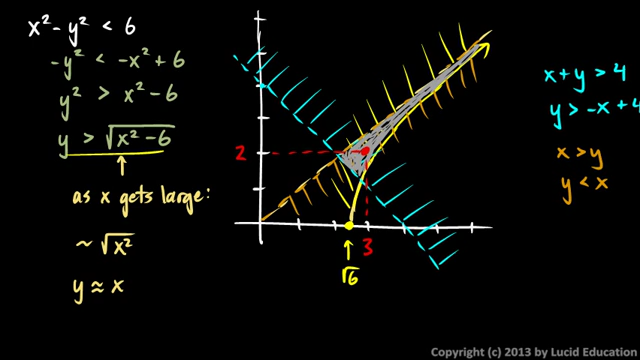 x² - y² < 6
-y² < -x² + 6
y² > x² - 6
y > √(x² - 6)
as x gets large:
~ √x²
y ≈ x
2
3
√6
x + y > 4
y > -x + 4
x > y
y < x
Copyright (c) 2013 by Lucid Education